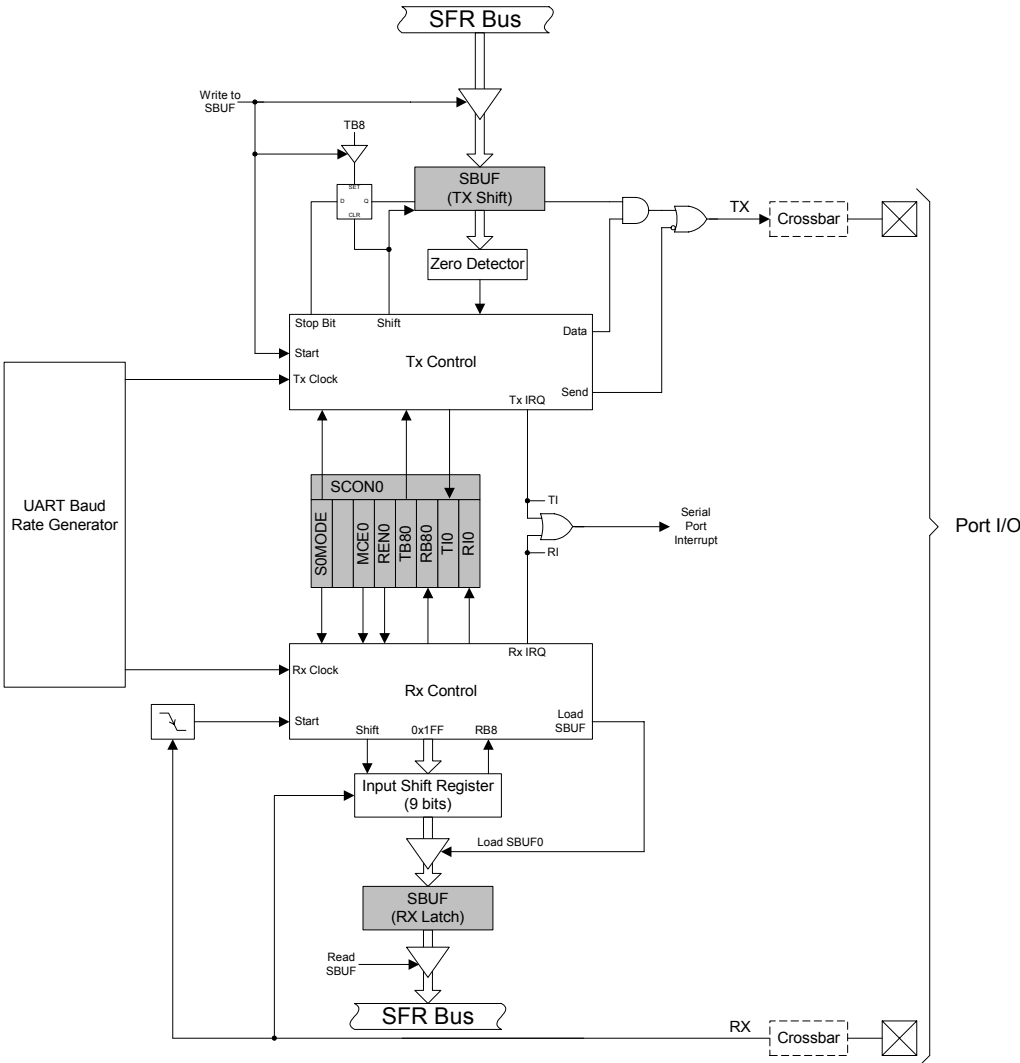 SFR Bus
Write to
SBUF
TB8
SET
D
Q
CLR
SBUF
(TX Shift)
TX
Crossbar
Zero Detector
Stop Bit
Shift
Data
Start
Tx Control
Tx Clock
Send
Tx IRQ
UART Baud
Rate Generator
SCON0
S0MODE
MCE0
REN0
TB80
RB80
TI0
RI0
TI
Serial
Port
Interrupt
RI
Port I/O
Rx IRQ
Rx Clock
Rx Control
Start
Load
SBUF
Shift
0x1FF
RB8
Input Shift Register
(9 bits)
Load SBUF0
SBUF
(RX Latch)
Read
SBUF
SFR Bus
RX
Crossbar